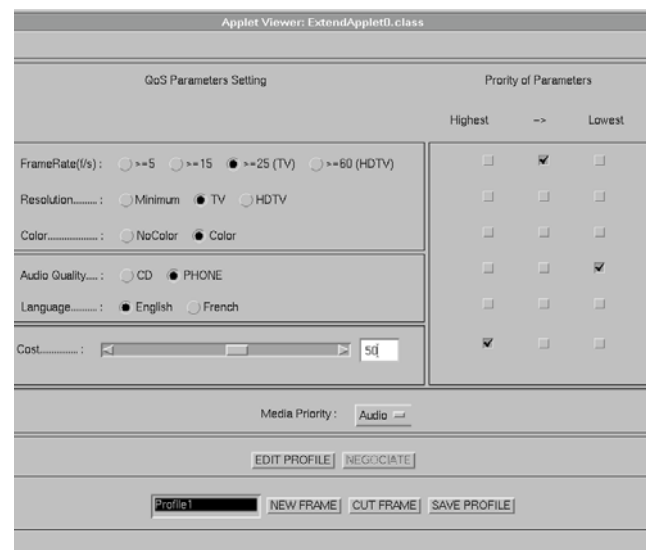 Applet Viewer: ExtendApplet0.class
QoS Parameters Setting
Prority of Parameters
Highest --> Lowest
FrameRate(f/s) : >=5 >=15 >=25 (TV) >=60 (HDTV)
Resolution........ : Minimum TV HDTV
Color.................. : NoColor Color
Audio Quality.... : CD PHONE
Language......... : English French
Cost............. : 50
Media Priority : Audio
EDIT PROFILE NEGOCIATE
Profile1 NEW FRAME CUT FRAME SAVE PROFILE